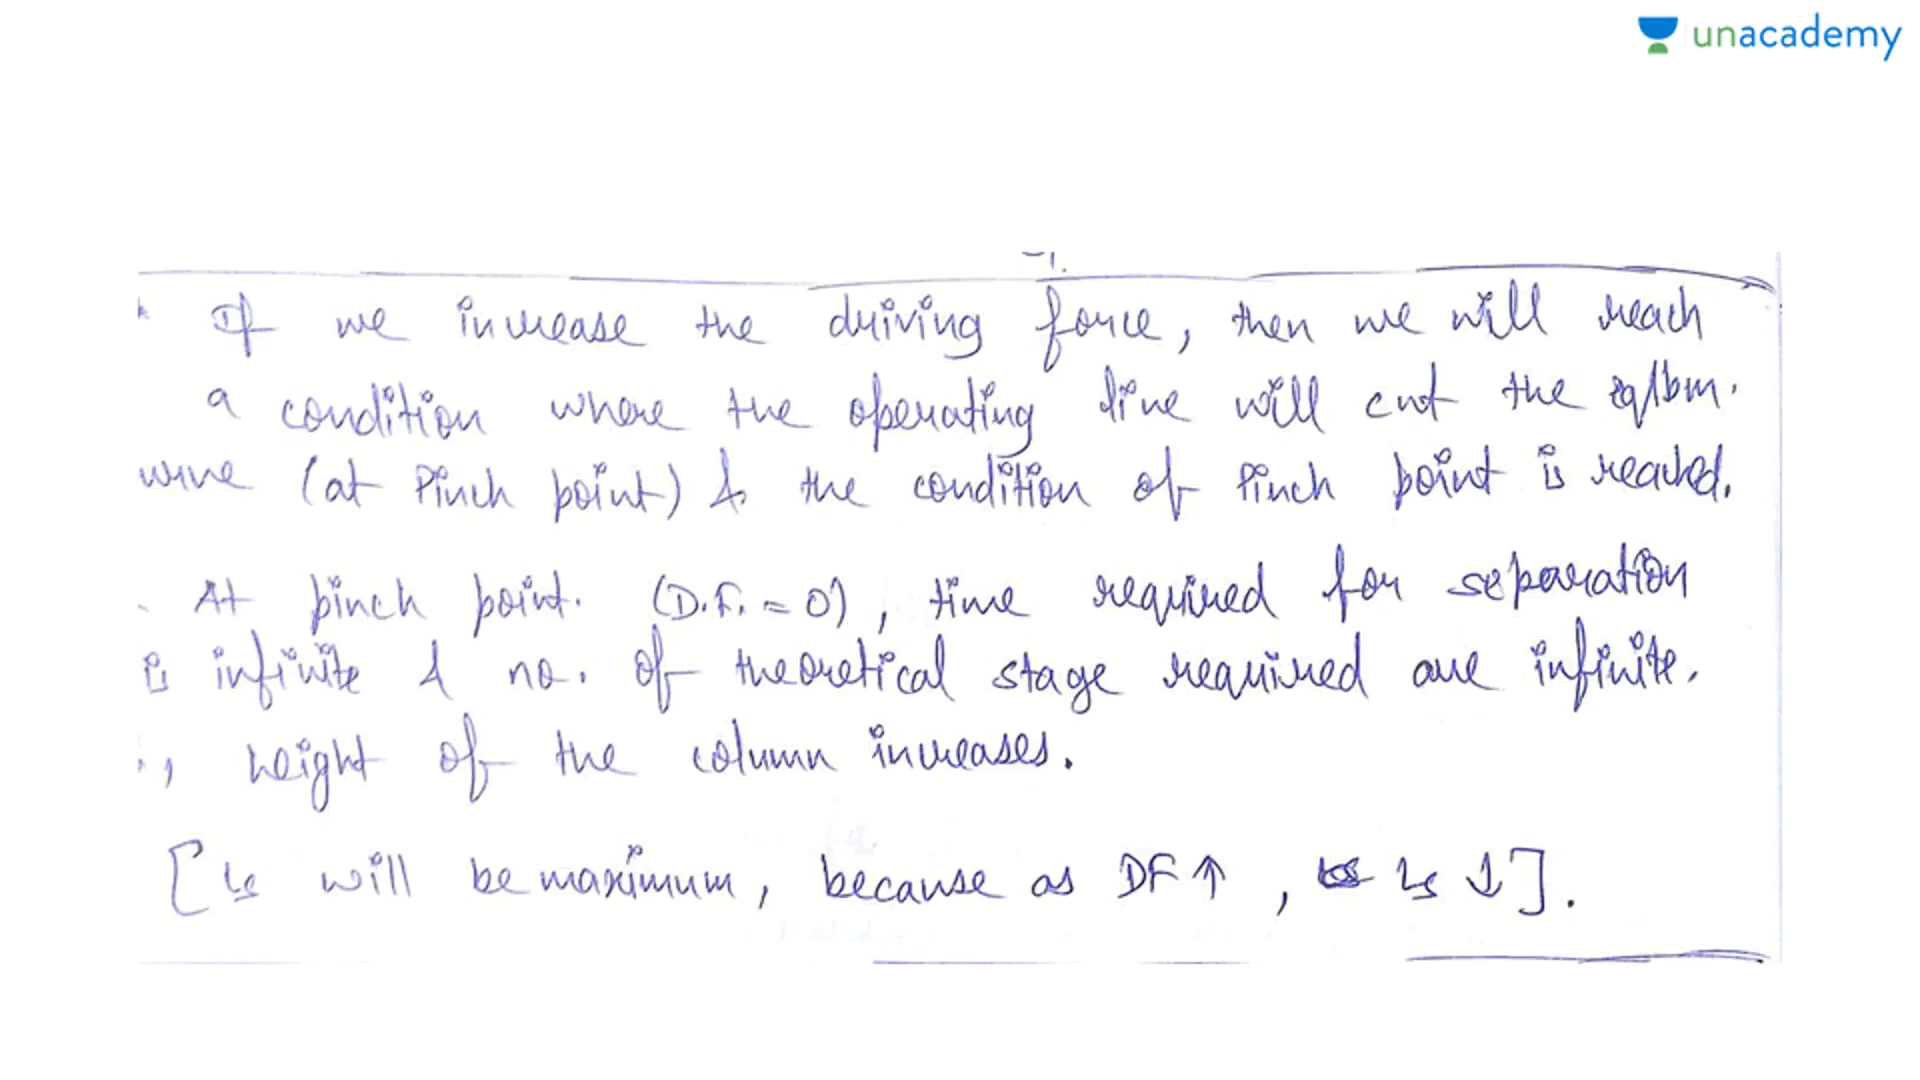 unacademy
If we increase the driving force, then we will reach
a condition where the operating line will cut the eqlbm.
(at Pinch point) & the condition of Pinch point is reached.
At pinch point. (D.F. = 0), time required for separation
is infinite & no. of theoretical stage required are infinite.
, height of the column increases.
[Ls will be maximum, because as DF ↑, Ls ↓].